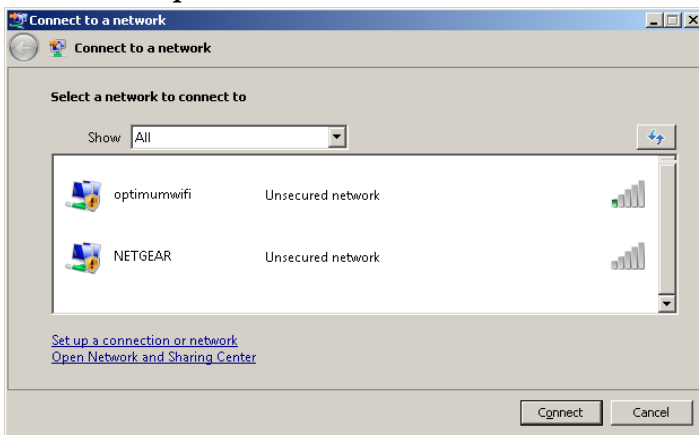 Connect to a network
Connect to a network
Select a network to connect to
Show All
optimumwifi Unsecured network
NETGEAR Unsecured network
Set up a connection or network
Open Network and Sharing Center
Connect Cancel